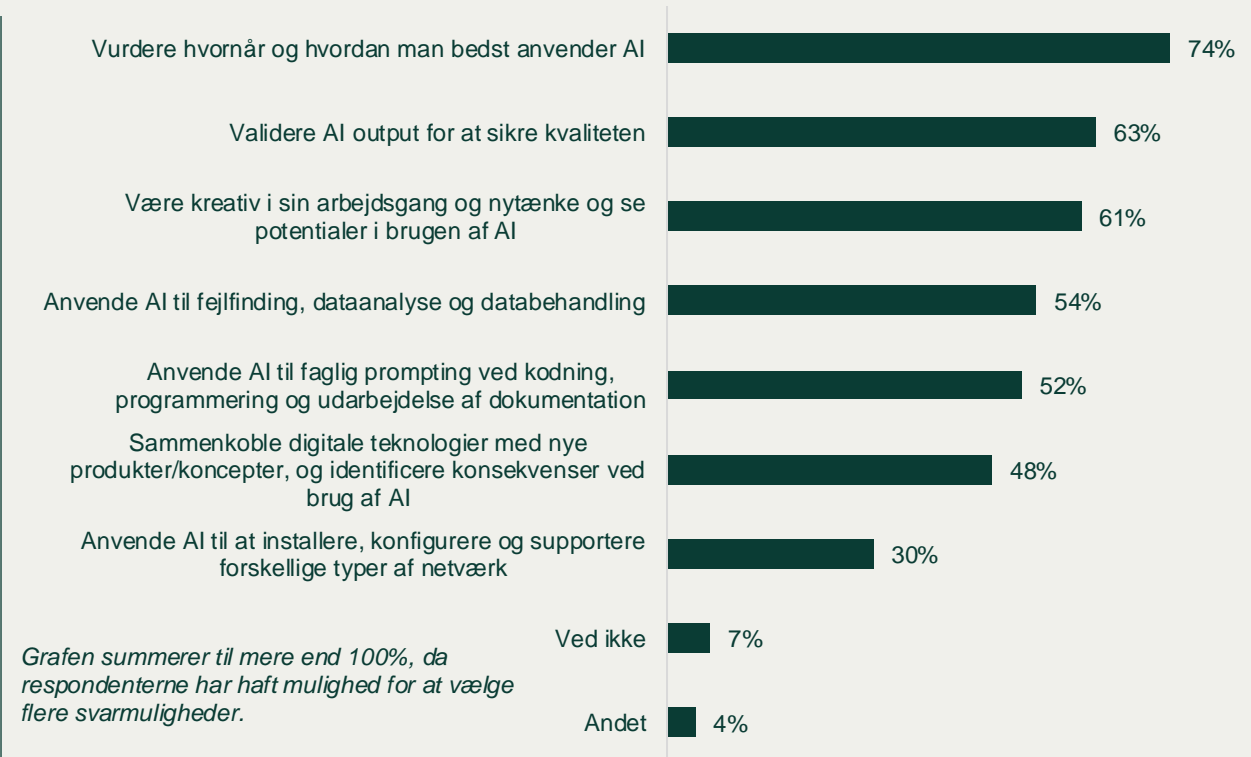 Vurdere hvornår og hvordan man bedst anvender AI
74%
Validere AI output for at sikre kvaliteten
63%
Være kreativ i sin arbejdsgang og nytænke og se
potentialer i brugen af AI
61%
Anvende AI til fejlfinding, dataanalyse og databehandling
54%
Anvende AI til faglig prompting ved kodning,
programmering og udarbejdelse af dokumentation
52%
Sammenkoble digitale teknologier med nye
produkter/koncepter, og identificere konsekvenser ved
brug af AI
48%
Anvende AI til at installere, konfigurere og supportere
forskellige typer af netværk
30%
Ved ikke
7%
Grafen summerer til mere end 100%, da
respondenterne har haft mulighed for at vælge
flere svarmuligheder.
Andet
4%